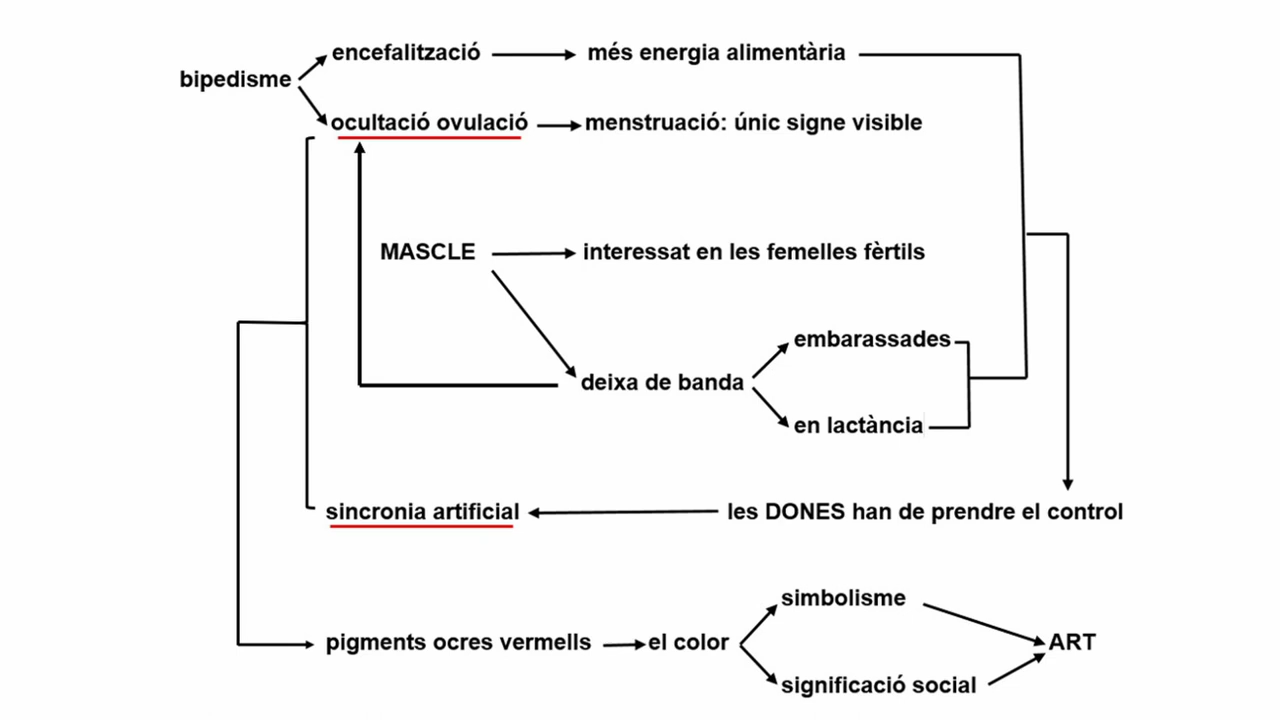 encefalització
més energia alimentària
bipedisme
ocultació ovulació
menstruació: únic signe visible
MASCLE
interessat en les femelles fèrtils
embarassades
deixa de banda
en lactància
sincronia artificial
les DONES han de prendre el control
simbolisme
pigments ocres vermells
el color
ART
significació social